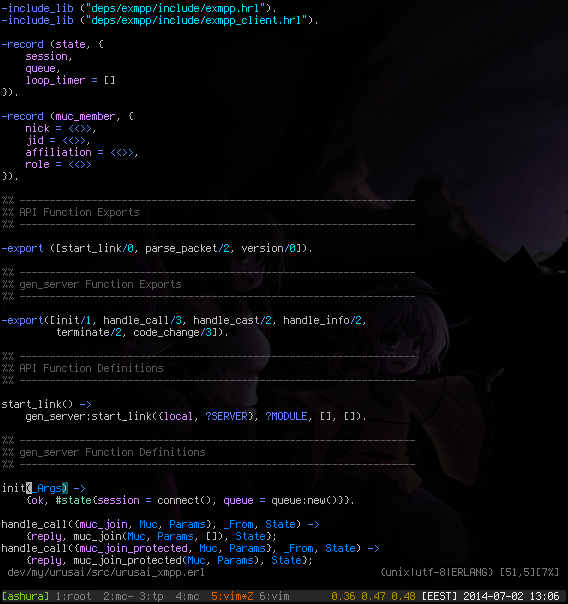 -include_lib ("deps/exmpp/include/exmpp.hrl").
-include_lib ("deps/exmpp/include/exmpp_client.hrl").
-record (state, {
session,
queue,
loop_timer = []
}).
-record (muc_member, {
nick = <<>>,
jid = <<>>,
affiliation = <<>>,
role = <<>>
}).
%% ------------------------------------------------------------------
%% API Function Exports
%% ------------------------------------------------------------------
-export ([start_link/0, parse_packet/2, version/0]).
%% ------------------------------------------------------------------
%% gen_server Function Exports
%% ------------------------------------------------------------------
-export([init/1, handle_call/3, handle_cast/2, handle_info/2,
terminate/2, code_change/3]).
%% ------------------------------------------------------------------
%% API Function Definitions
%% ------------------------------------------------------------------
start_link() ->
gen_server:start_link({local, ?SERVER}, ?MODULE, [], []).
%% ------------------------------------------------------------------
%% gen_server Function Definitions
%% ------------------------------------------------------------------
init(_Args) ->
{ok, #state{session = connect(), queue = queue:new()}}.
handle_call({muc_join, Muc, Params}, _From, State) ->
{reply, muc_join(Muc, Params, []), State};
handle_call({muc_join_protected, Muc, Params}, _From, State) ->
{reply, muc_join_protected(Muc, Params), State};
dev/my/urusai/src/urusai_xmpp.erl {unix|utf-8|ERLANG} [51,5][7%]
[ashura] 1:root 2:mc- 3:tp 4:mc 5:vim*Z 6:vim 0.36 0.47 0.48 [EEST] 2014-07-02 13:06